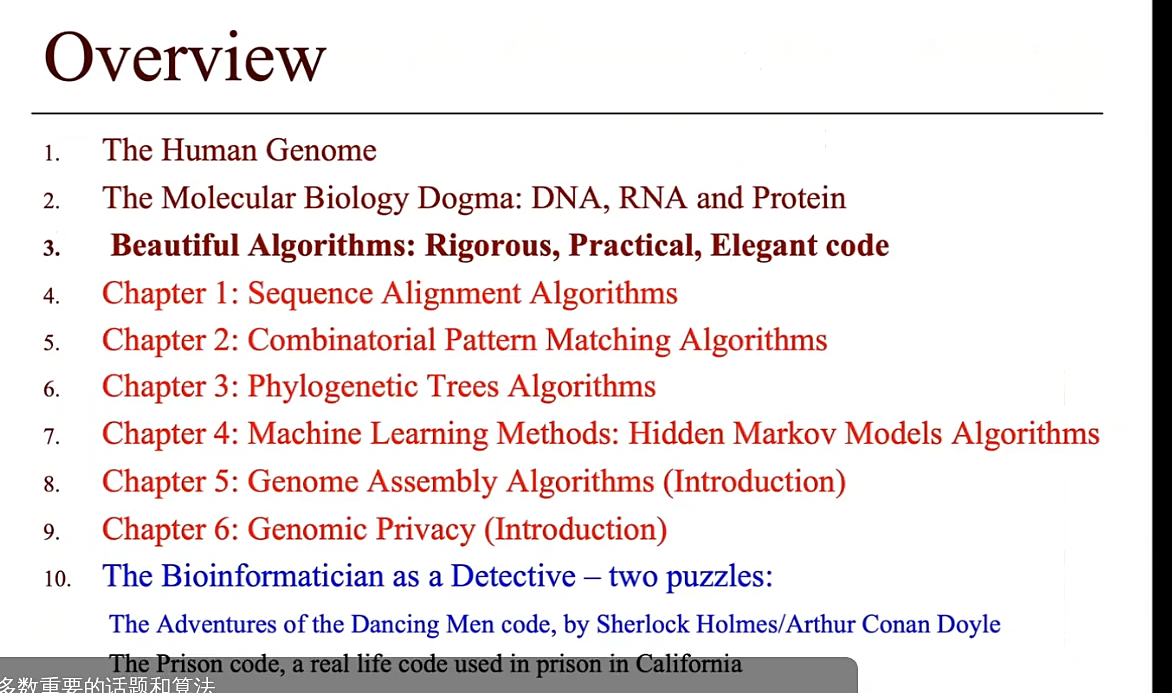 Overview
1. The Human Genome
2. The Molecular Biology Dogma: DNA, RNA and Protein
3. Beautiful Algorithms: Rigorous, Practical, Elegant code
4. Chapter 1: Sequence Alignment Algorithms
5. Chapter 2: Combinatorial Pattern Matching Algorithms
6. Chapter 3: Phylogenetic Trees Algorithms
7. Chapter 4: Machine Learning Methods: Hidden Markov Models Algorithms
8. Chapter 5: Genome Assembly Algorithms (Introduction)
9. Chapter 6: Genomic Privacy (Introduction)
10. The Bioinformatician as a Detective – two puzzles:
The Adventures of the Dancing Men code, by Sherlock Holmes/Arthur Conan Doyle
The Prison code, a real life code used in prison in California
多数重要的话题和算法